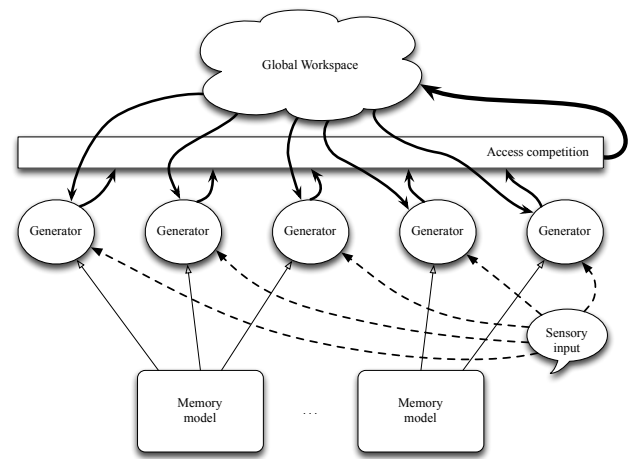 Global Workspace
Access competition
Generator
Generator
Generator
Generator
Generator
Sensory
input
Memory
model
. . .
Memory
model